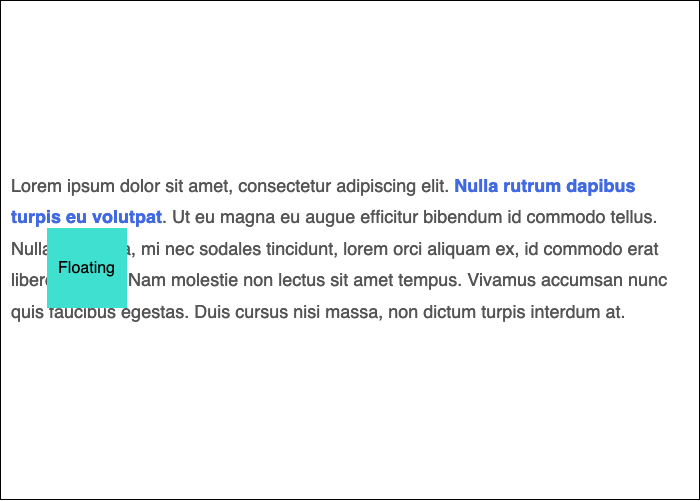 Lorem ipsum dolor sit amet, consectetur adipiscing elit. Nulla rutrum dapibus
turpis eu volutpat. Ut eu magna eu augue efficitur bibendum id commodo tellus.
Nulla mi nec sodales tincidunt, lorem orci aliquam ex, id commodo erat
Floating
Nam molestie non lectus sit amet tempus. Vivamus accumsan nunc
quis faucibus egestas. Duis cursus nisi massa, non dictum turpis interdum at.